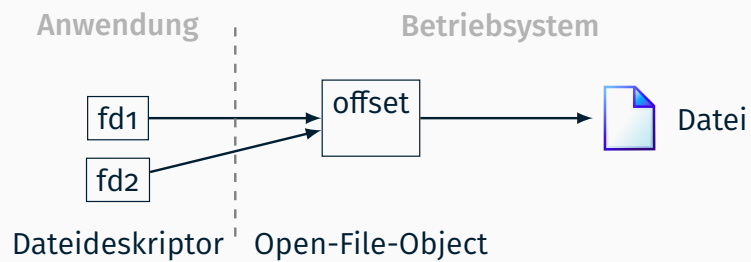 Anwendung
Betriebsystem
fd1
offset
Datei
fd2
Dateideskriptor
Open-File-Object